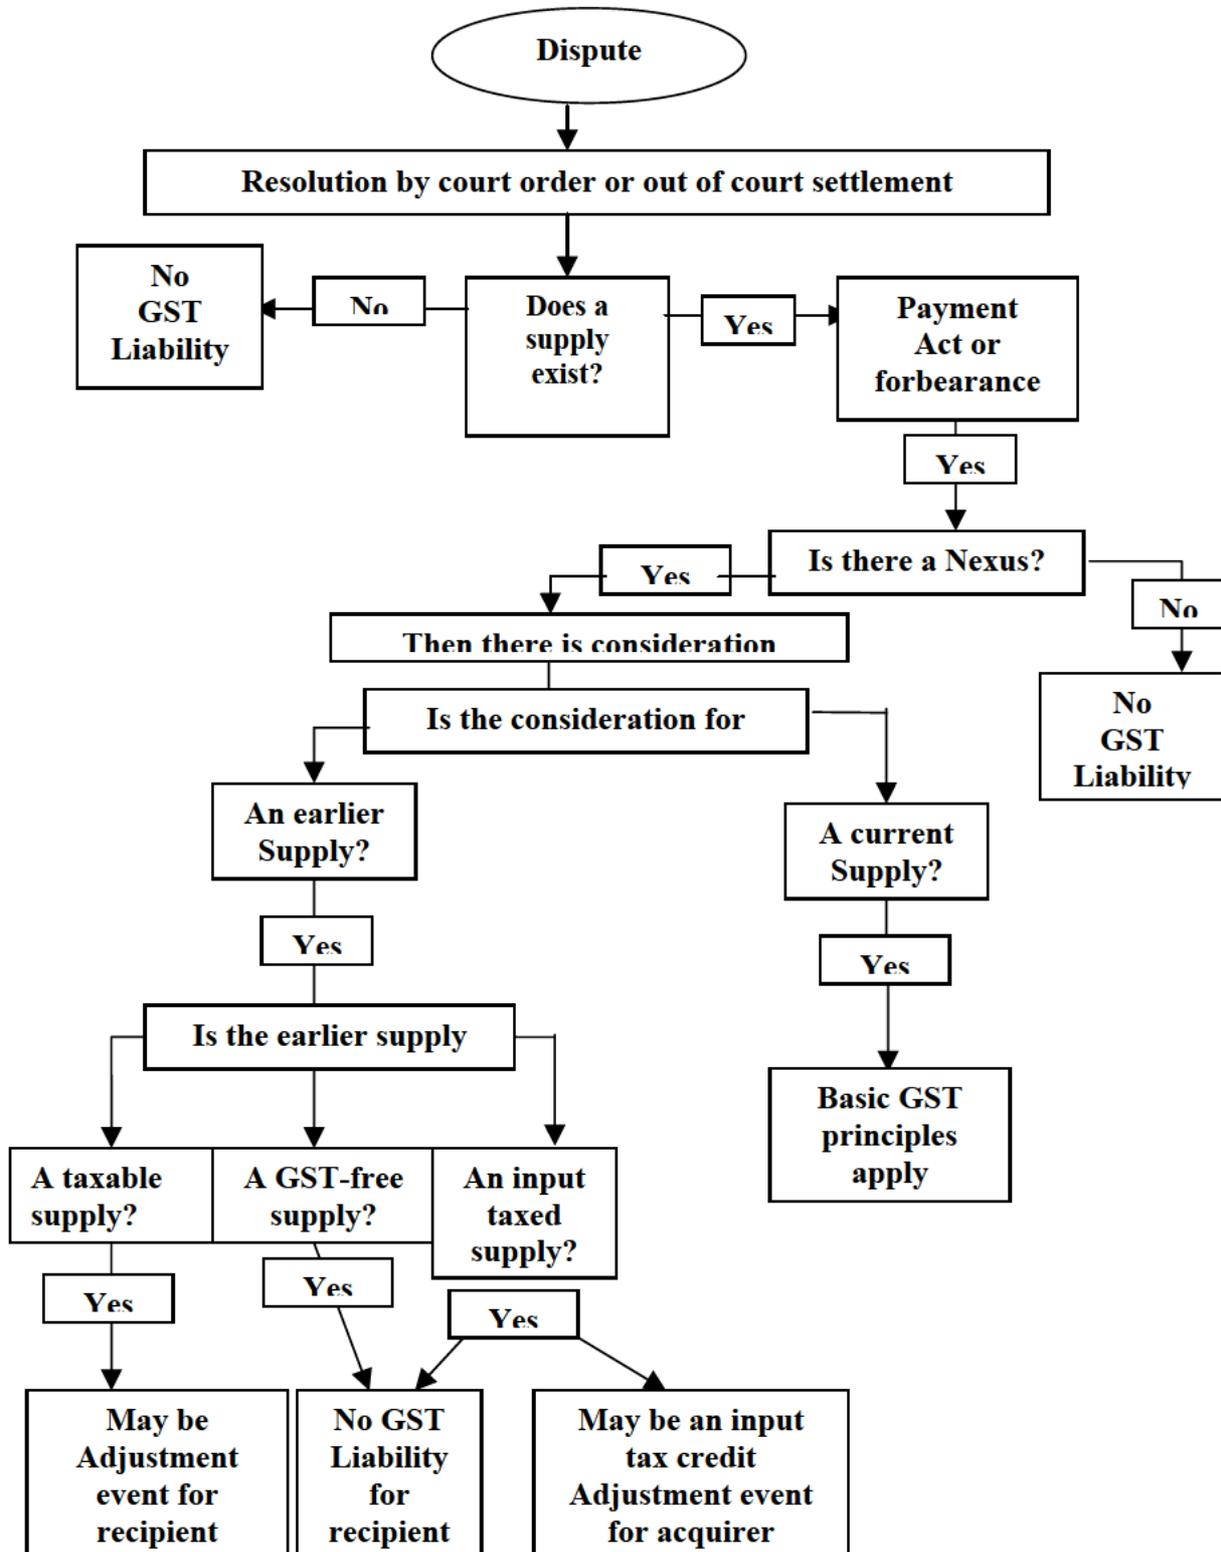 Dispute
Resolution by court order or out of court settlement
No
GST
Liability
No
Does a
supply
exist?
Yes
Payment
Act or
forbearance
Yes
Is there a Nexus?
Yes
No
Then there is consideration
No
GST
Liability
Is the consideration for
An earlier
Supply?
A current
Supply?
Yes
Yes
Is the earlier supply
Basic GST
principles
apply
A taxable
supply?
A GST-free
supply?
An input
taxed
supply?
Yes
Yes
Yes
May be
Adjustment
event for
recipient
No GST
Liability
for
recipient
May be an input
tax credit
Adjustment event
for acquirer